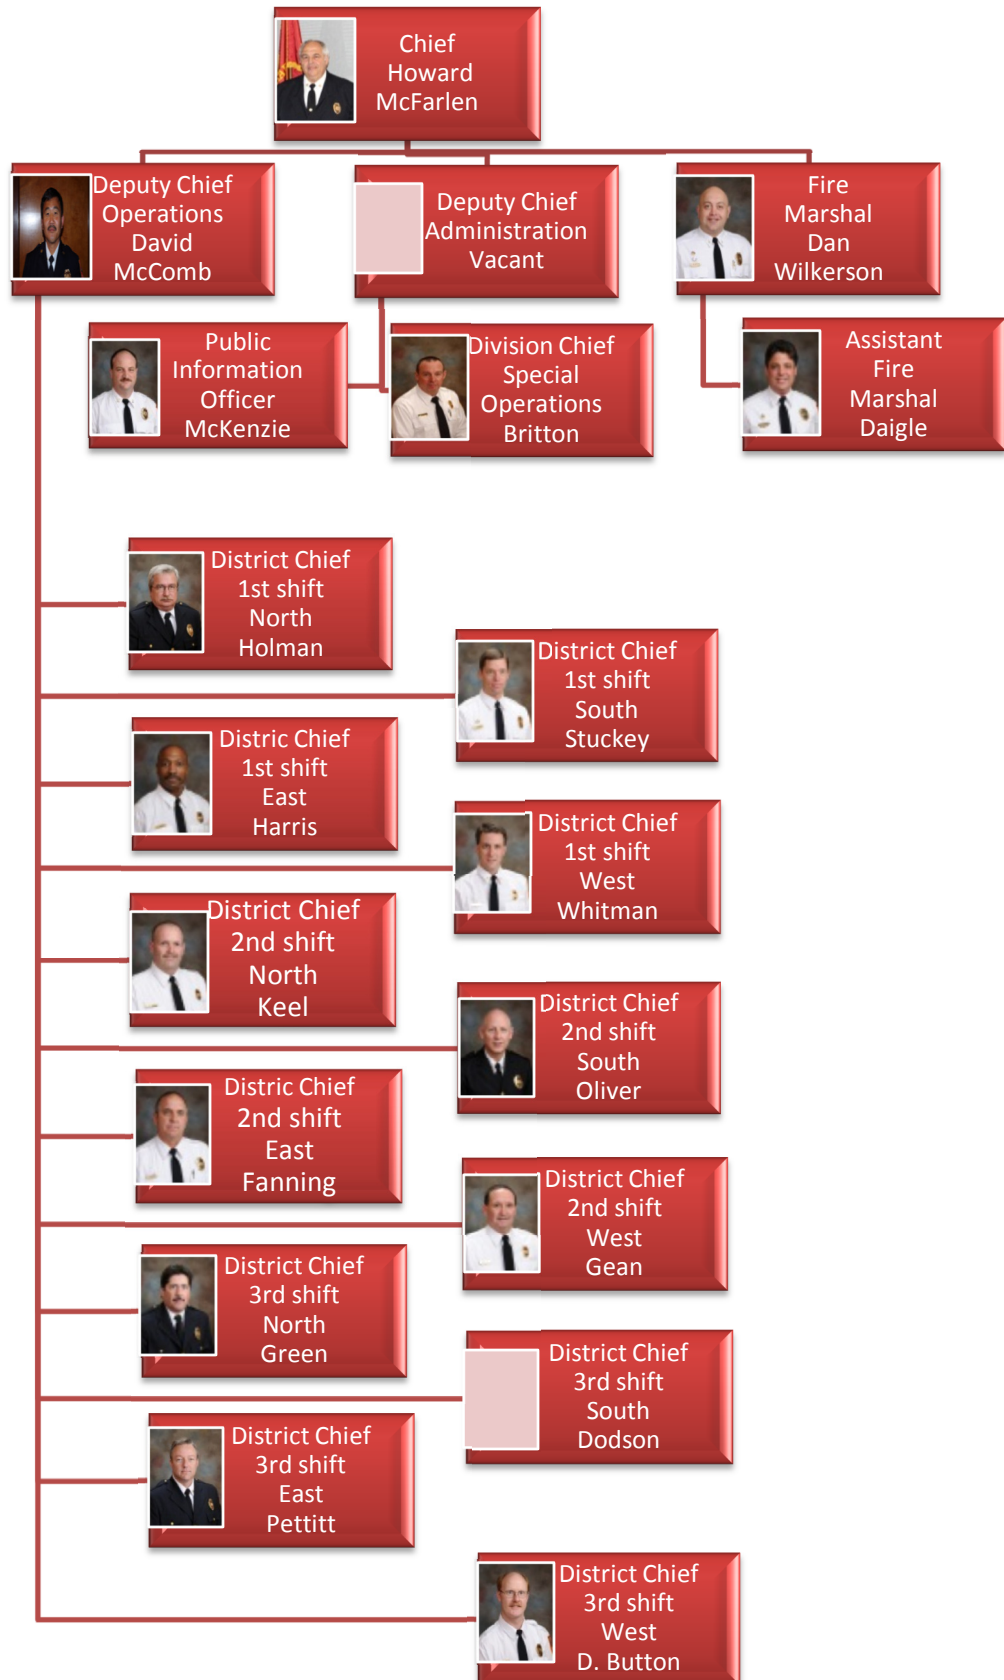 Chief
Howard
McFarlen
Deputy Chief
Operations
David
McComb
Deputy Chief
Administration
Vacant
Fire
Marshal
Dan
Wilkerson
Public
Information
Officer
McKenzie
Division Chief
Special
Operations
Britton
Assistant
Fire
Marshal
Daigle
District Chief
1st shift
North
Holman
District Chief
1st shift
South
Stuckey
Distric Chief
1st shift
East
Harris
District Chief
1st shift
West
Whitman
District Chief
2nd shift
North
Keel
District Chief
2nd shift
South
Oliver
Distric Chief
2nd shift
East
Fanning
District Chief
2nd shift
West
Gean
District Chief
3rd shift
North
Green
District Chief
3rd shift
South
Dodson
District Chief
3rd shift
East
Pettitt
District Chief
3rd shift
West
D. Button